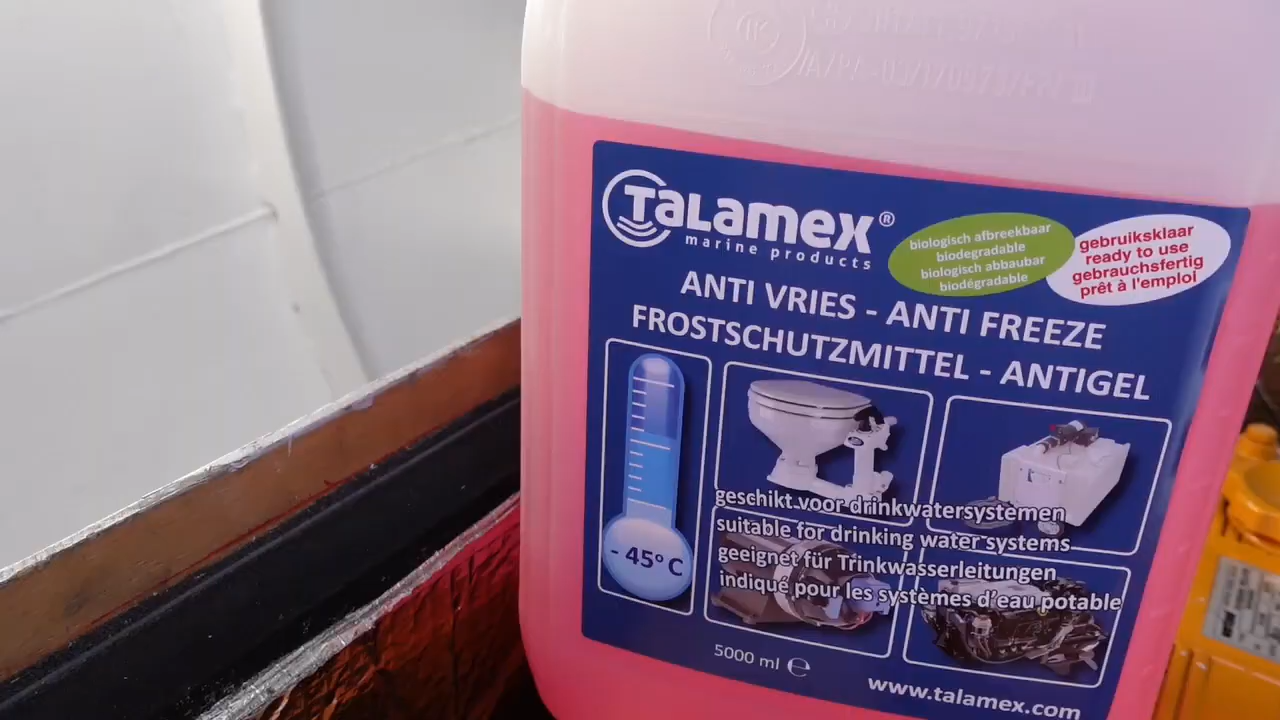 TALAMEX®
marine products
biologisch afbreekbaar
biodegradable
biologisch abbaubar
biodégradable
gebruiksklaar
ready to use
gebrauchsfertig
prêt à l'emploi
ANTI VRIES - ANTI FREEZE
FROSTSCHUTZMITTEL - ANTIGEL
- 45°C
geschikt voor drinkwatersystemen
suitable for drinking water systems
geeignet für Trinkwasserleitungen
indiqué pour les systèmes d'eau potable
5000 ml ℮
www.talamex.com